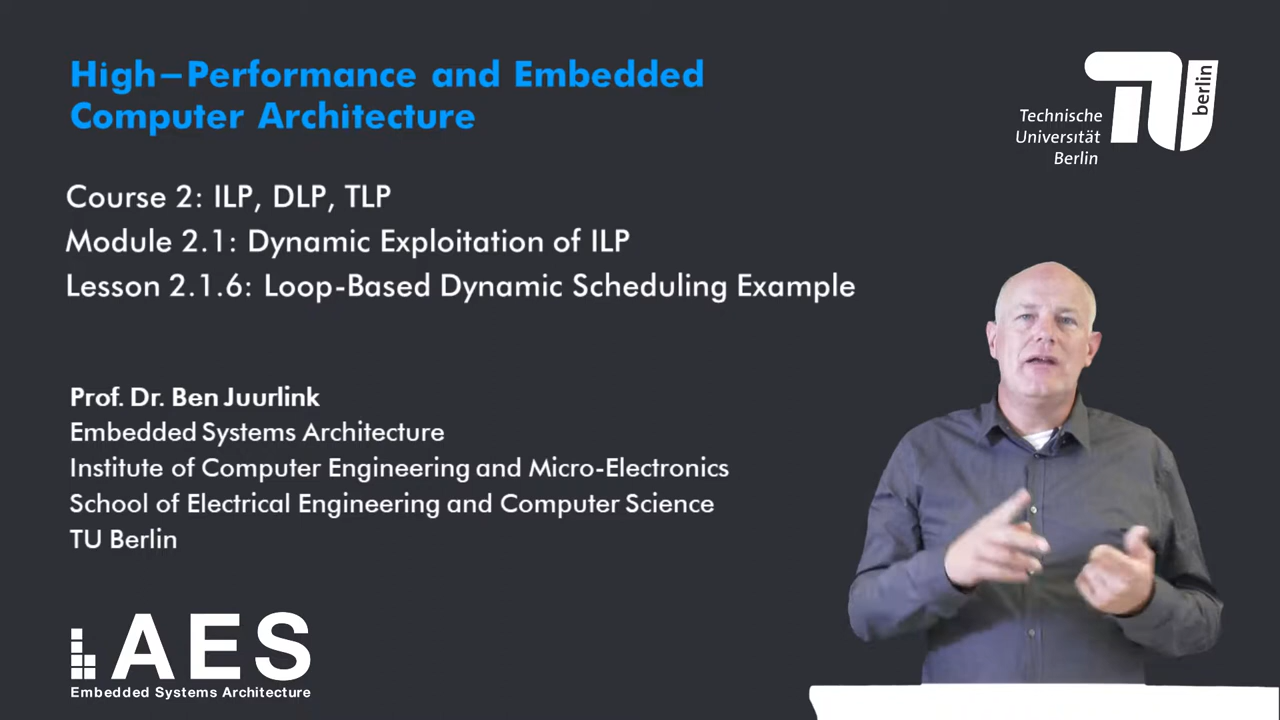 High–Performance and Embedded
Computer Architecture
Technische
Universität
Berlin
berlin
Course 2: ILP, DLP, TLP
Module 2.1: Dynamic Exploitation of ILP
Lesson 2.1.6: Loop-Based Dynamic Scheduling Example
Prof. Dr. Ben Juurlink
Embedded Systems Architecture
Institute of Computer Engineering and Micro-Electronics
School of Electrical Engineering and Computer Science
TU Berlin
AES
Embedded Systems Architecture